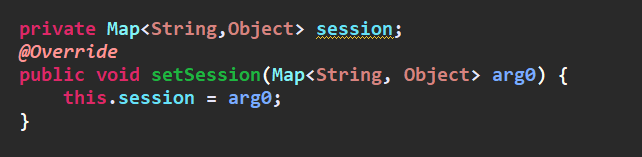 private Map<String,Object> session;
@Override
public void setSession(Map<String, Object> arg0) {
    this.session = arg0;
}